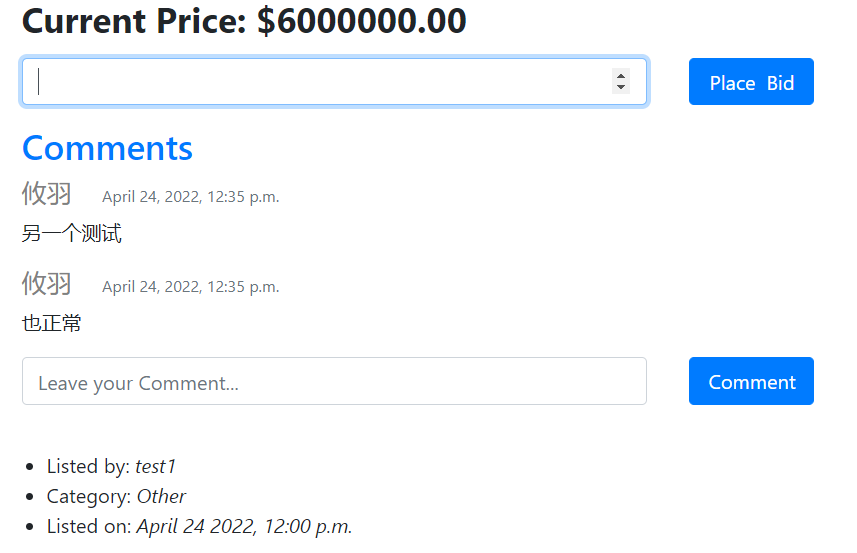 Current Price: $6000000.00
Place Bid
Comments
攸羽 April 24, 2022, 12:35 p.m.
另一个测试
攸羽 April 24, 2022, 12:35 p.m.
也正常
Leave your Comment...
Comment
Listed by: test1
Category: Other
Listed on: April 24 2022, 12:00 p.m.